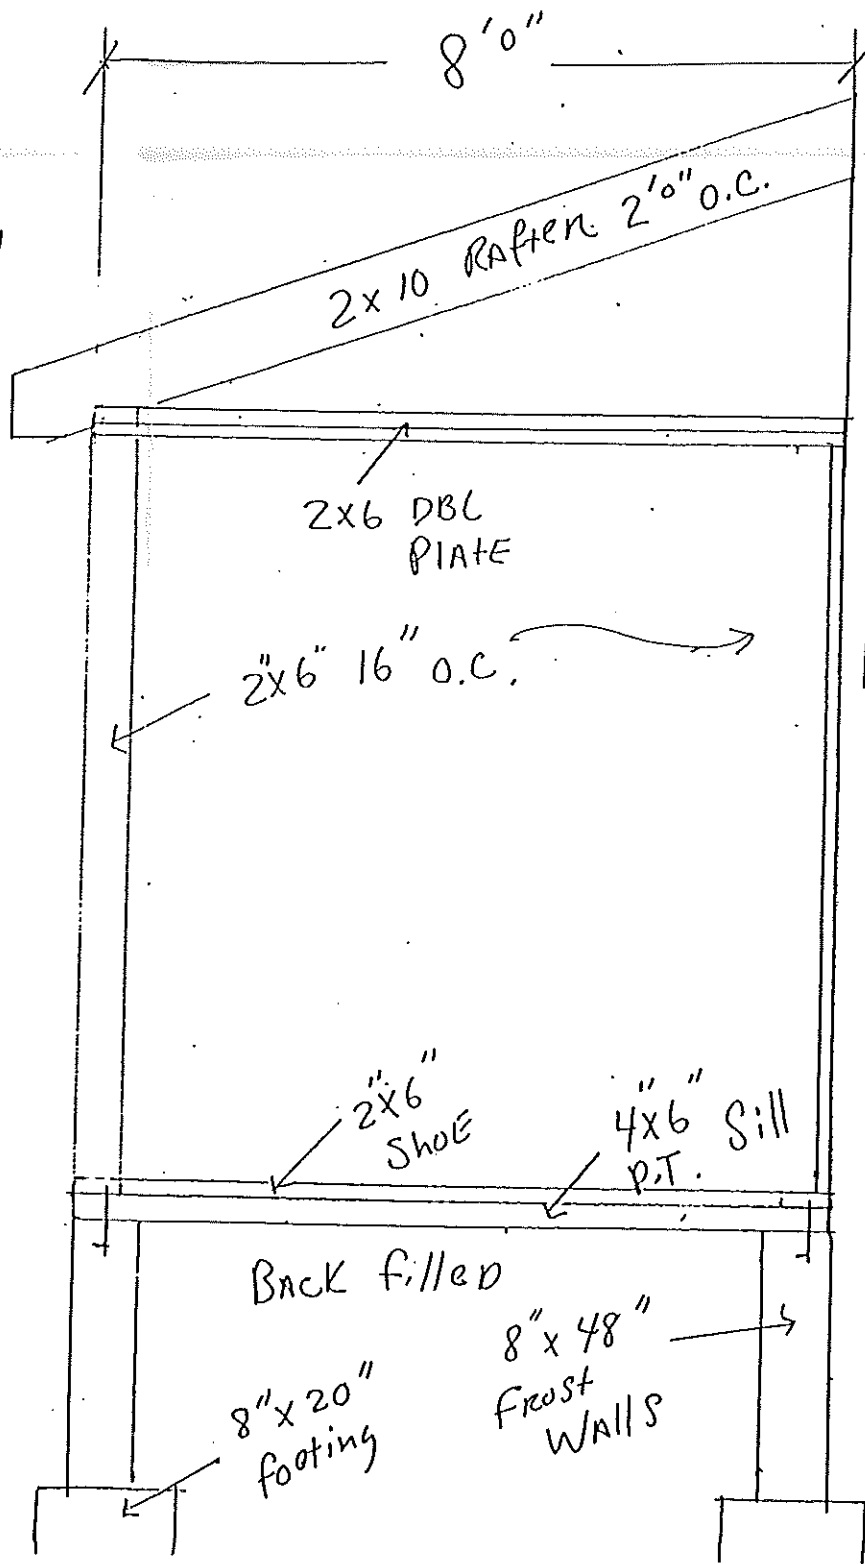 8'0"
2x10 RAfteR 2'0" O.C.
2x6 DBL
PlAtE
2"x6" 16" O.C.
2"x6"
ShoE
4"x6" Sill
P.T.
BAcK filleD
8"x48"
fRost
WAllS
8"x20"
footing